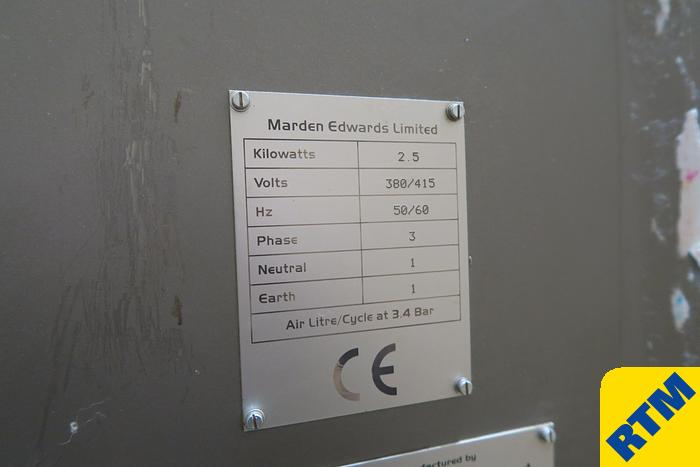 Marden Edwards Limited
Kilowatts 2.5
Volts 380/415
Hz 50/60
Phase 3
Neutral 1
Earth 1
Air Litre/Cycle at 3.4 Bar
CE
by
RTM